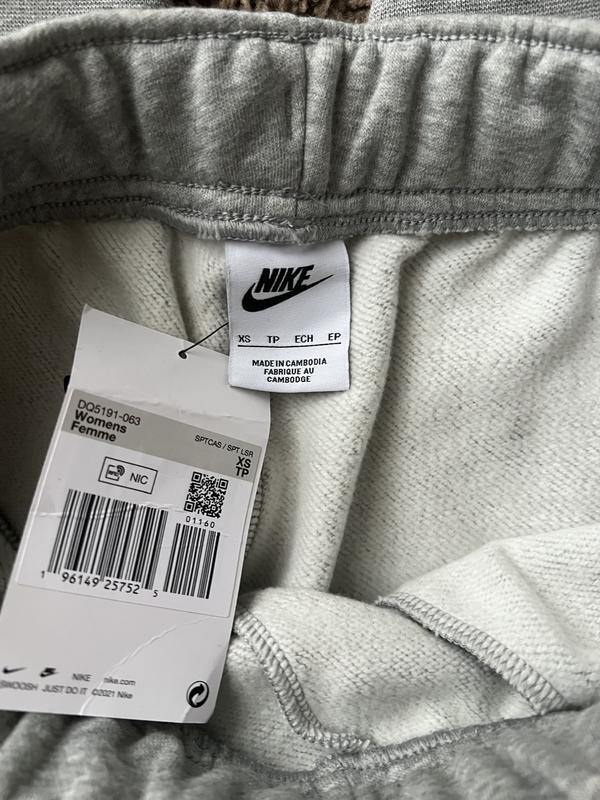 NIKE
XS TP ECH EP
MADE IN CAMBODIA
FABRIQUE AU
CAMBODGE
DQ5191-063
Womens
Femme
SPTCAS / SPT LSR
XS
TP
NIC
01160
1 96149 25752 5
NIKE nike.com
SWOOSH JUST DO IT ©2021 Nike